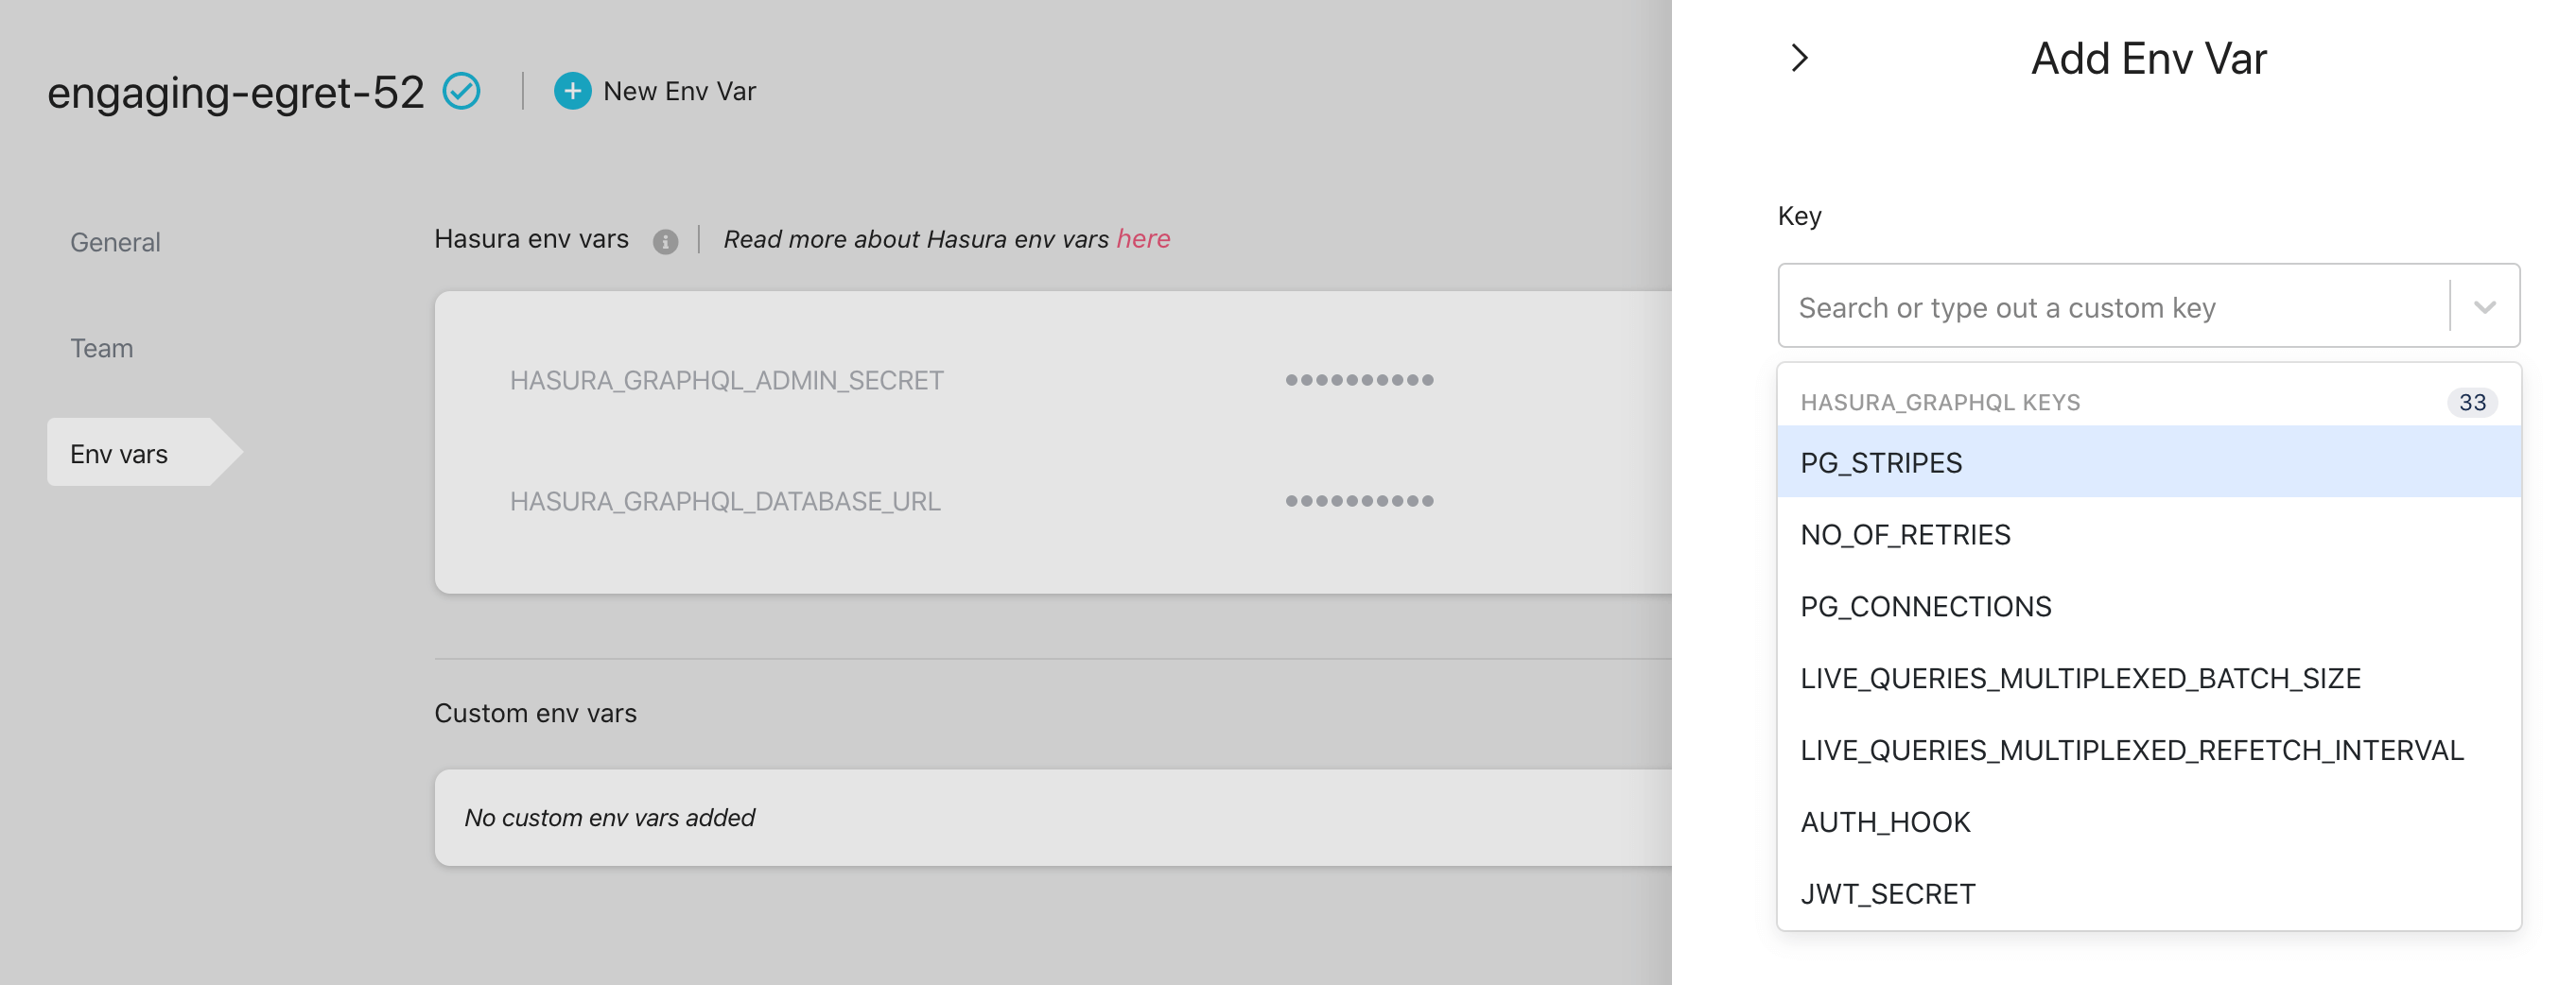 engaging-egret-52
New Env Var
General
Team
Env vars
Hasura env vars
Read more about Hasura env vars here
HASURA_GRAPHQL_ADMIN_SECRET
HASURA_GRAPHQL_DATABASE_URL
Custom env vars
No custom env vars added
Add Env Var
Key
Search or type out a custom key
HASURA_GRAPHQL KEYS 33
PG_STRIPES
NO_OF_RETRIES
PG_CONNECTIONS
LIVE_QUERIES_MULTIPLEXED_BATCH_SIZE
LIVE_QUERIES_MULTIPLEXED_REFETCH_INTERVAL
AUTH_HOOK
JWT_SECRET